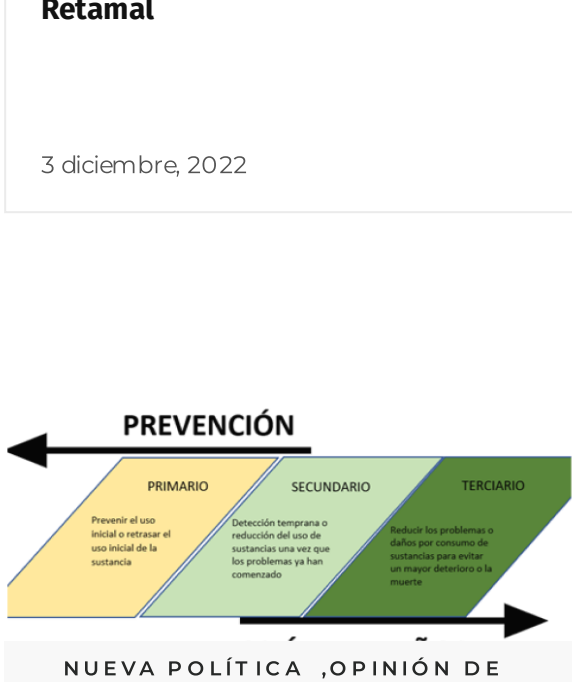 Retamal
3 diciembre, 2022
PREVENCIÓN
PRIMARIO
Prevenir el uso
inicial o retrasar el
uso inicial de la
sustancia
SECUNDARIO
Detección temprana o
reducción del uso de
sustancias una vez que
los problemas ya han
comenzado
TERCIARIO
Reducir los problemas o
daños por consumo de
sustancias para evitar
un mayor deterioro o la
muerte
NUEVA POLÍTICA ,OPINIÓN DE